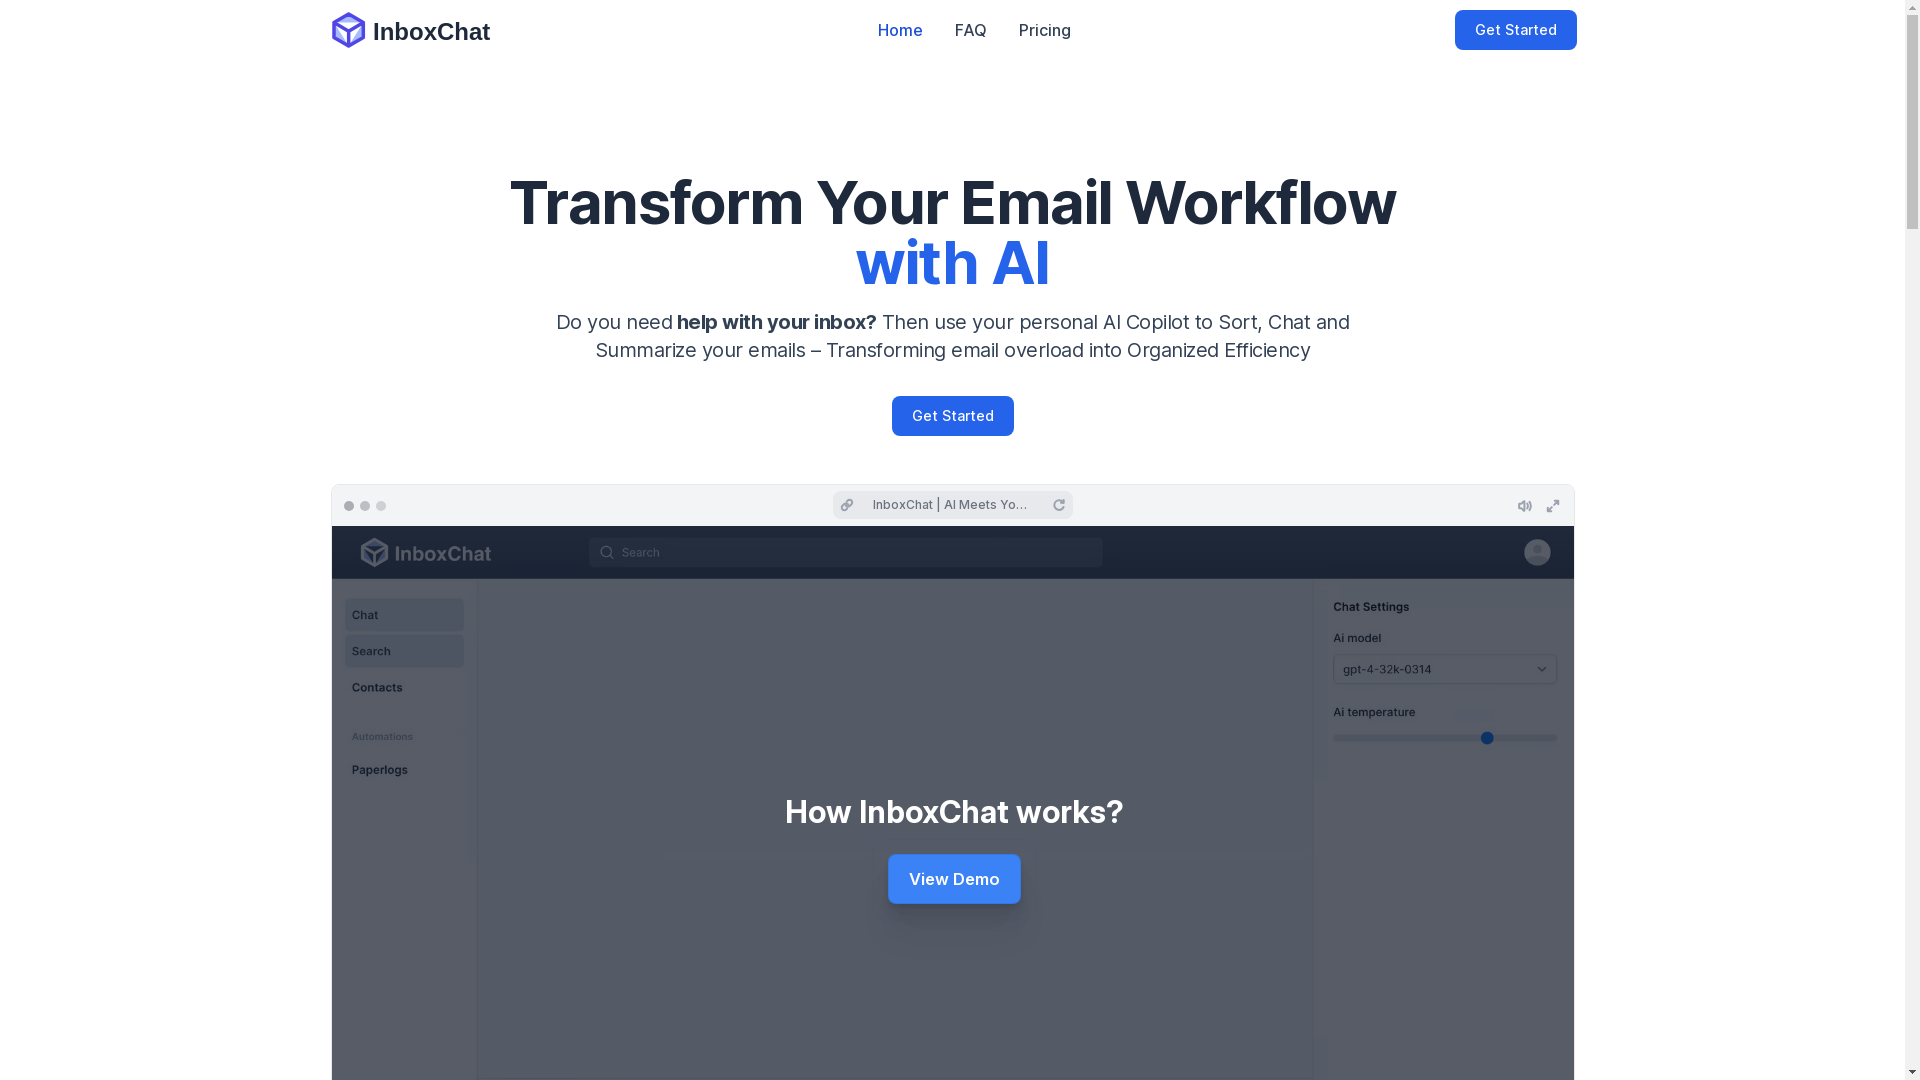 InboxChat
Home
FAQ
Pricing
Get Started
Transform Your Email Workflow
with AI
Do you need help with your inbox? Then use your personal AI Copilot to Sort, Chat and
Summarize your emails – Transforming email overload into Organized Efficiency
Get Started
InboxChat | AI Meets Yo...
InboxChat
Search
Chat
Search
Contacts
Automations
Paperlogs
Chat Settings
Ai model
gpt-4-32k-0314
Ai temperature
How InboxChat works?
View Demo